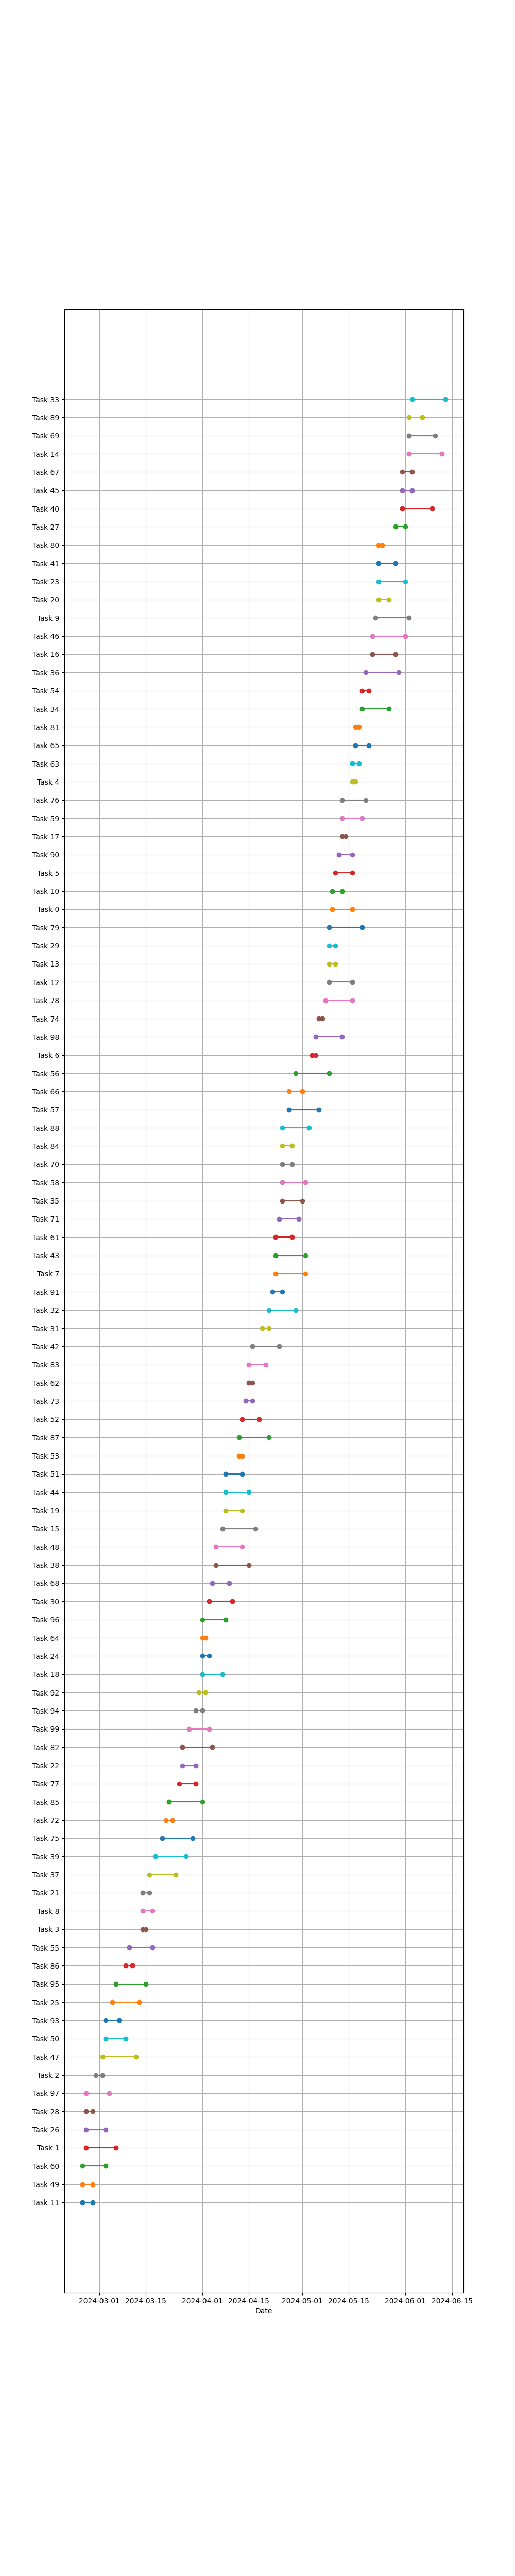 Task 33
Task 89
Task 69
Task 14
Task 67
Task 45
Task 40
Task 27
Task 80
Task 41
Task 23
Task 20
Task 9
Task 46
Task 16
Task 36
Task 54
Task 34
Task 81
Task 65
Task 63
Task 4
Task 76
Task 59
Task 17
Task 90
Task 5
Task 10
Task 0
Task 79
Task 29
Task 13
Task 12
Task 78
Task 74
Task 98
Task 6
Task 56
Task 66
Task 57
Task 88
Task 84
Task 70
Task 58
Task 35
Task 71
Task 61
Task 43
Task 7
Task 91
Task 32
Task 31
Task 42
Task 83
Task 62
Task 73
Task 52
Task 87
Task 53
Task 51
Task 44
Task 19
Task 15
Task 48
Task 38
Task 68
Task 30
Task 96
Task 64
Task 24
Task 18
Task 92
Task 94
Task 99
Task 82
Task 22
Task 77
Task 85
Task 72
Task 75
Task 39
Task 37
Task 21
Task 8
Task 3
Task 55
Task 86
Task 95
Task 25
Task 93
Task 50
Task 47
Task 2
Task 97
Task 28
Task 26
Task 1
Task 60
Task 49
Task 11
2024-03-01 2024-03-15 2024-04-01 2024-04-15 2024-05-01 2024-05-15 2024-06-01 2024-06-15
Date